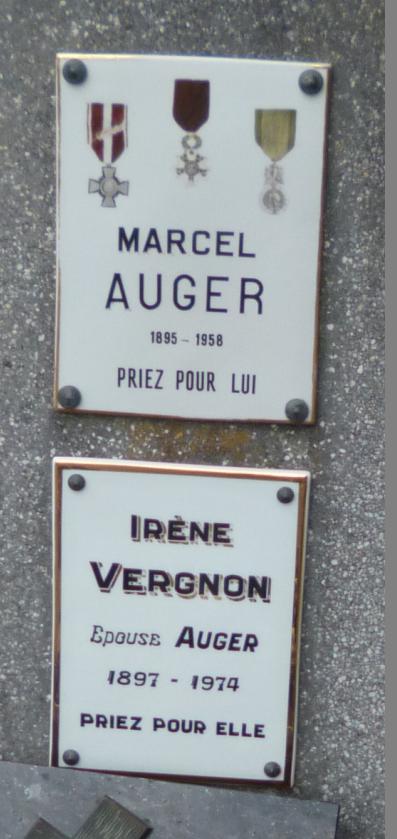 MARCEL
AUGER
1895 - 1958
PRIEZ POUR LUI
IRÈNE
VERGNON
Epouse AUGER
1897 - 1974
PRIEZ POUR ELLE